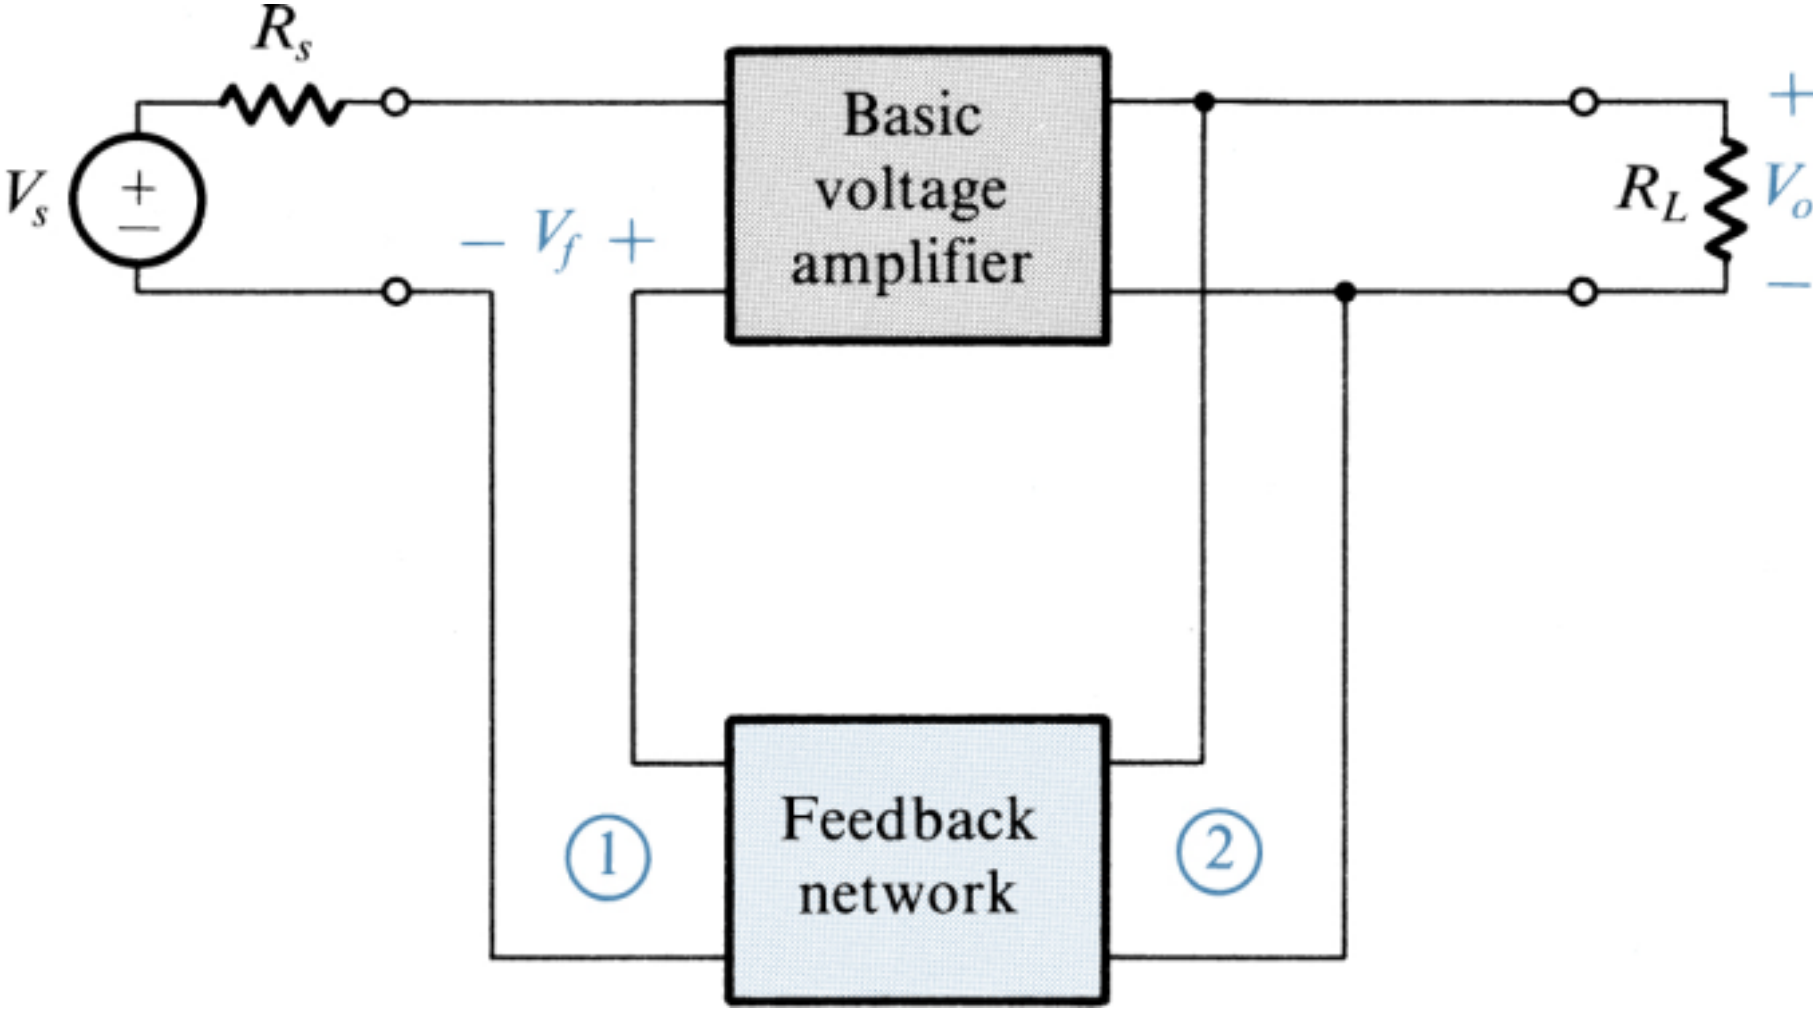 R_s
V_s
+
−
− V_f +
Basic
voltage
amplifier
R_L
+
V_o
−
1
Feedback
network
2